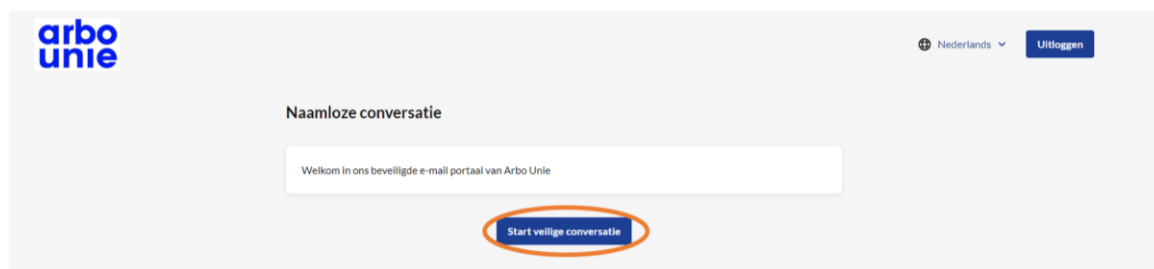 arbo
unie
Nederlands
Uitloggen
Naamloze conversatie
Welkom in ons beveiligde e-mail portaal van Arbo Unie
Start veilige conversatie